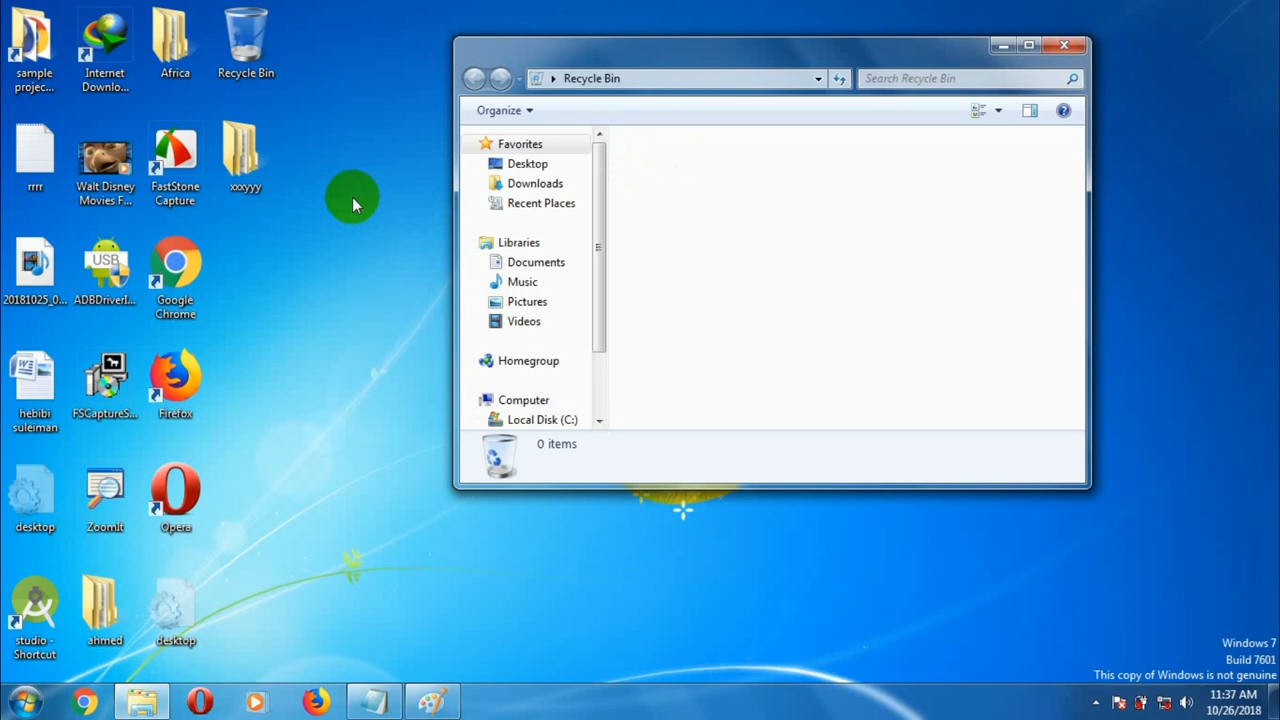 sample
projec...
Internet
Downlo...
Africa
Recycle Bin
rrrr
Walt Disney
Movies F...
FastStone
Capture
xxxyyy
20181025_0...
USB
ADBDriverI...
Google
Chrome
hebibi
suleiman
FSCaptureS...
Firefox
desktop
ZoomIt
Opera
studio -
Shortcut
ahmed
desktop
Recycle Bin
Search Recycle Bin
Organize
Favorites
Desktop
Downloads
Recent Places
Libraries
Documents
Music
Pictures
Videos
Homegroup
Computer
Local Disk (C:)
0 items
Windows 7
Build 7601
This copy of Windows is not genuine
11:37 AM
10/26/2018